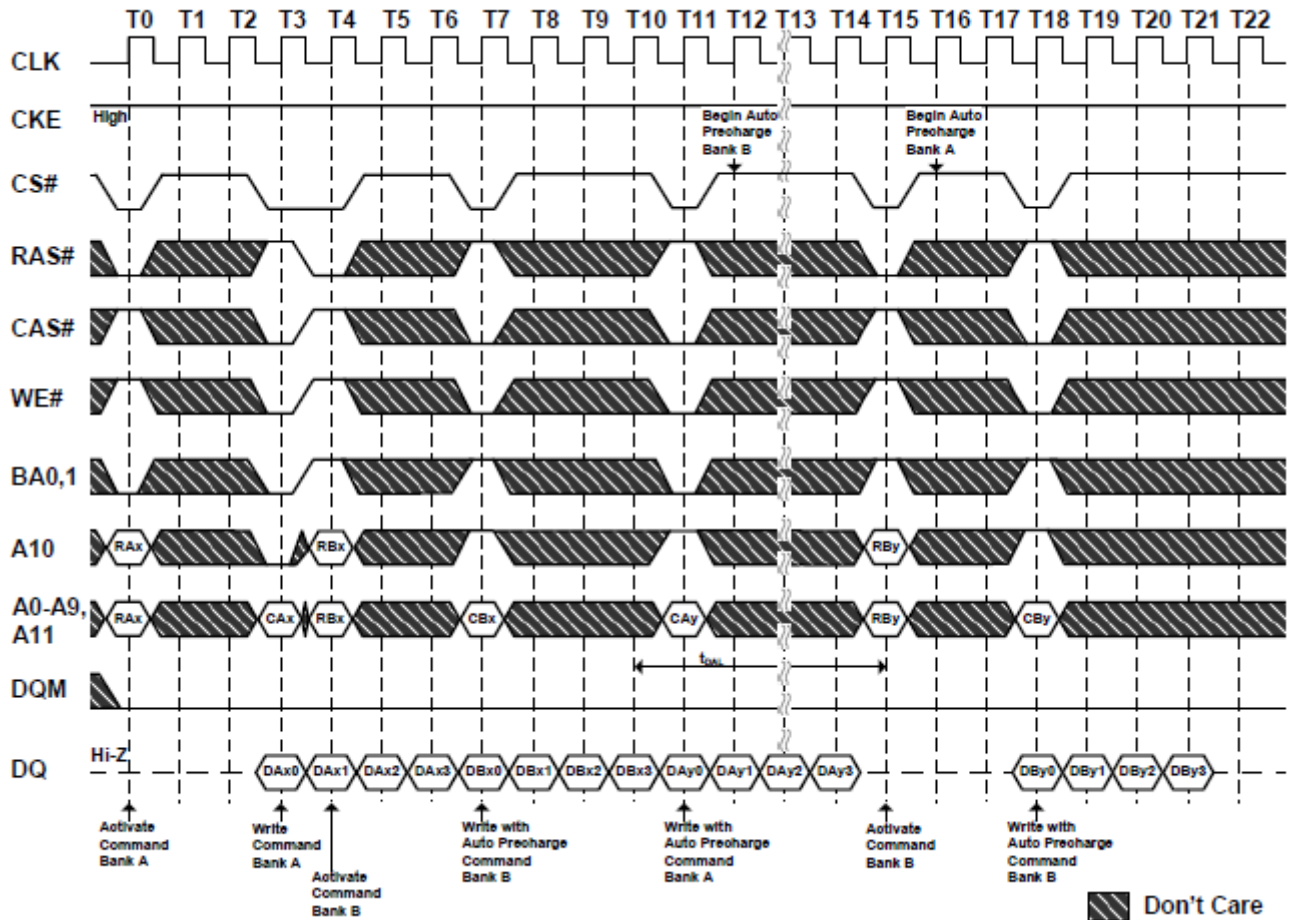 T0 T1 T2 T3 T4 T5 T6 T7 T8 T9 T10 T11 T12 T13 T14 T15 T16 T17 T18 T19 T20 T21 T22
CLK
CKE
High
Begin Auto
Precharge
Bank B
Begin Auto
Precharge
Bank A
CS#
RAS#
CAS#
WE#
BA0,1
A10
RAx RBx RBy
A0-A9,
A11
RAx CAx RBx CBx CAy RBy CBy
tDAL
DQM
DQ
Hi-Z
DAx0 DAx1 DAx2 DAx3 DBx0 DBx1 DBx2 DBx3 DAy0 DAy1 DAy2 DAy3 DBy0 DBy1 DBy2 DBy3
Activate
Command
Bank A
Write
Command
Bank A
Activate
Command
Bank B
Write with
Auto Precharge
Command
Bank B
Write with
Auto Precharge
Command
Bank A
Activate
Command
Bank B
Write with
Auto Precharge
Command
Bank B
Don't Care